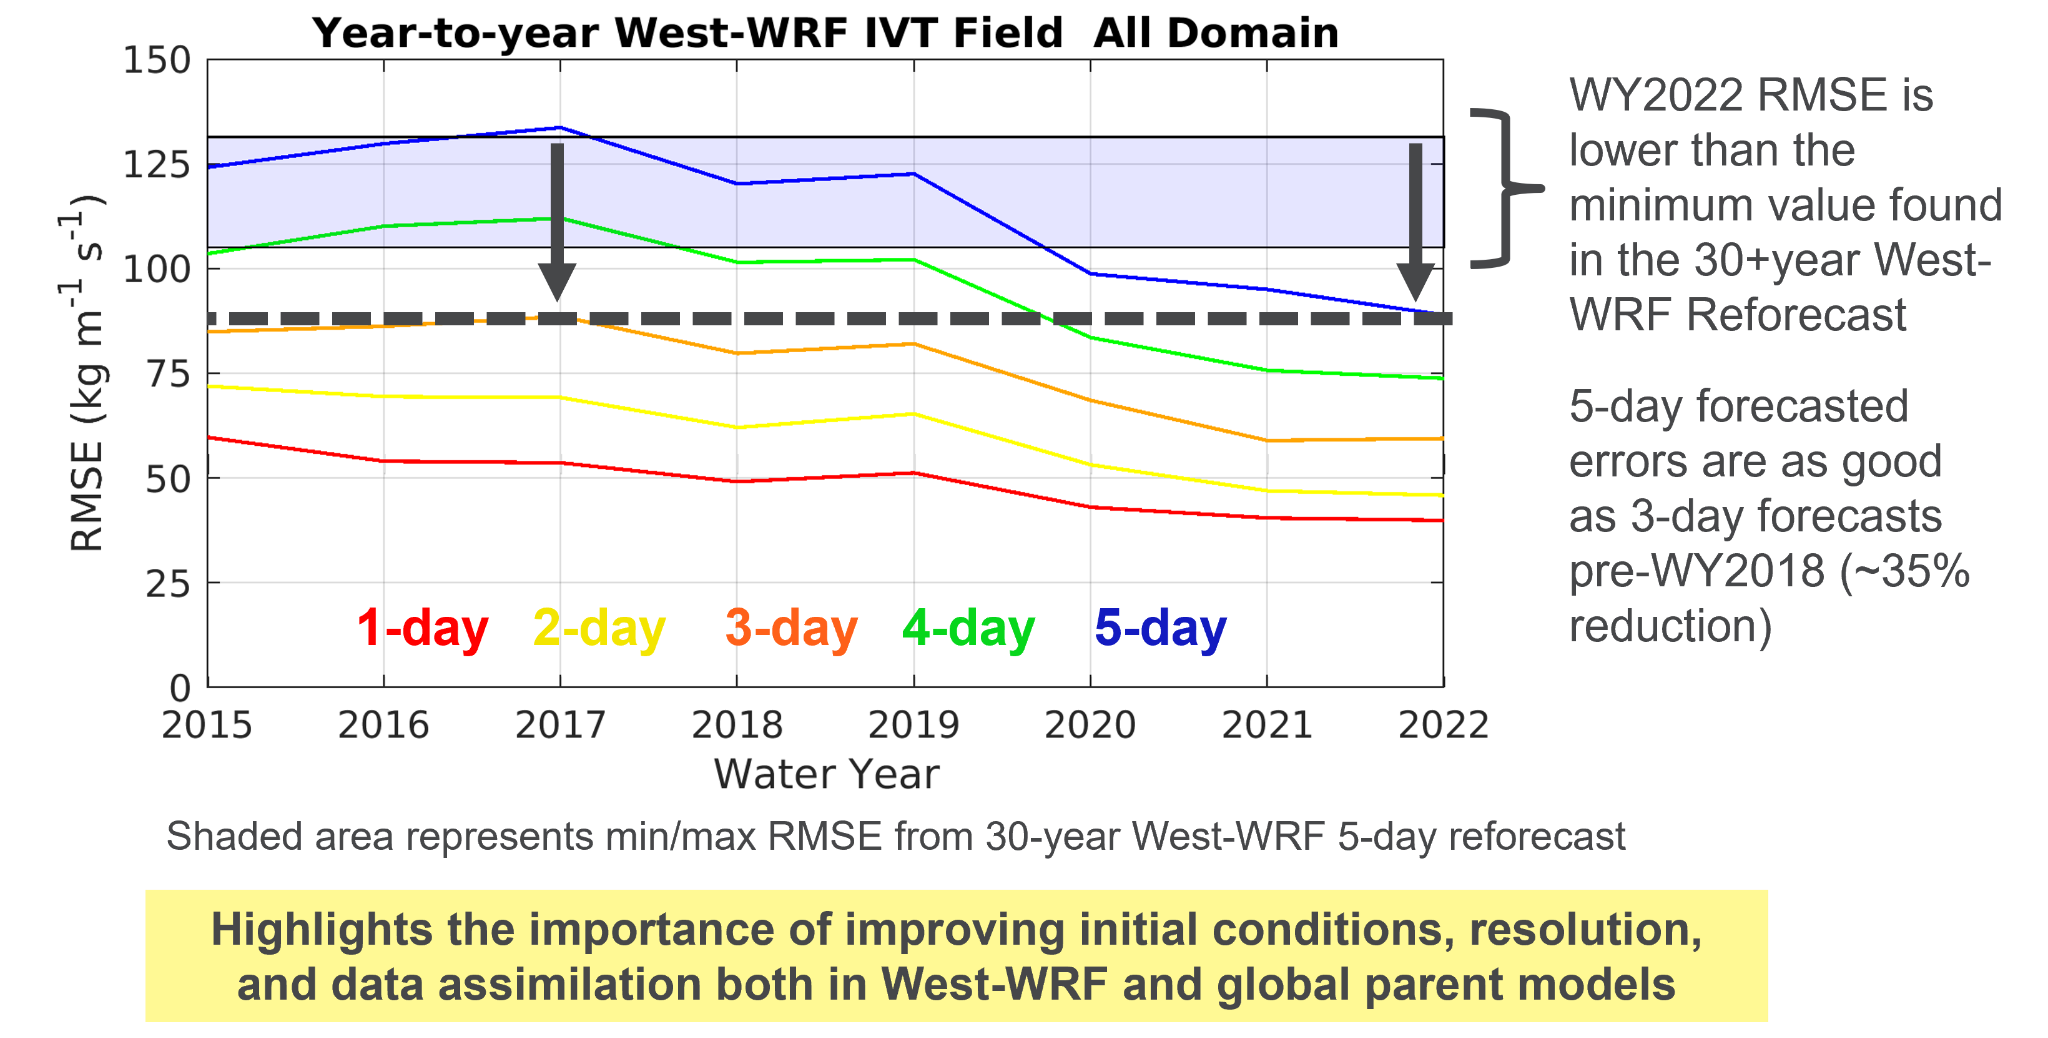 Year-to-year West-WRF IVT Field  All Domain
150
125
100
75
50
25
0
RMSE (kg m-1 s-1)
2015 2016 2017 2018 2019 2020 2021 2022
Water Year
1-day 2-day 3-day 4-day 5-day
WY2022 RMSE is
lower than the
minimum value found
in the 30+year West-
WRF Reforecast
5-day forecasted
errors are as good
as 3-day forecasts
pre-WY2018 (~35%
reduction)
Shaded area represents min/max RMSE from 30-year West-WRF 5-day reforecast
Highlights the importance of improving initial conditions, resolution,
and data assimilation both in West-WRF and global parent models